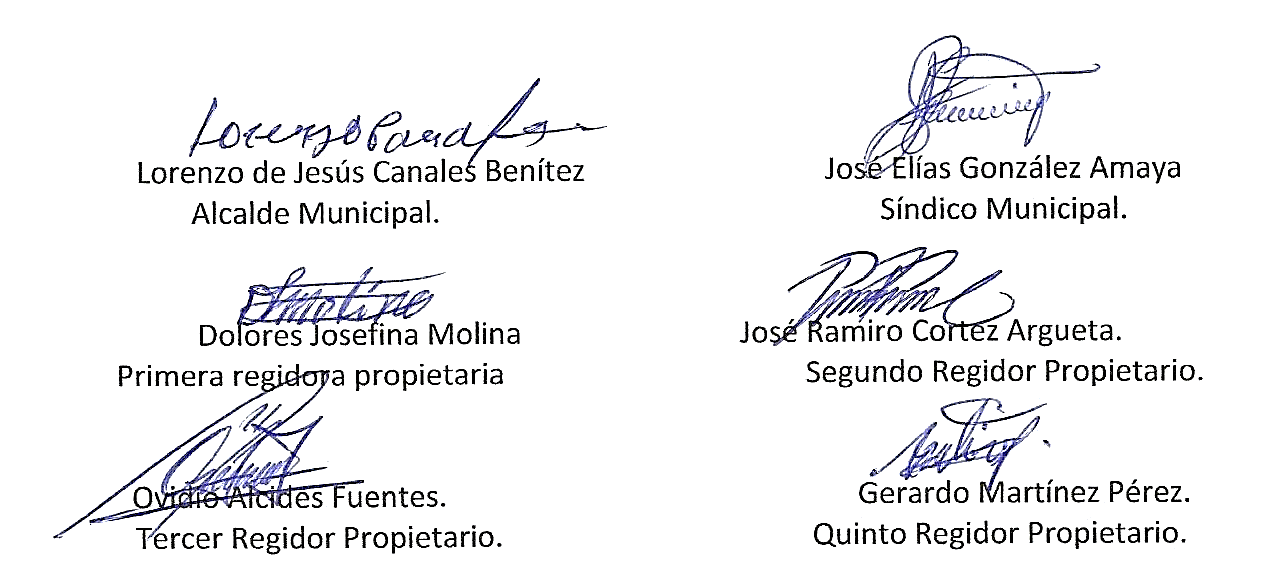 Lorenzo de Jesús Canales Benítez
Alcalde Municipal.
José Elías González Amaya
Síndico Municipal.
Dolores Josefina Molina
Primera regidora propietaria
José Ramiro Cortez Argueta.
Segundo Regidor Propietario.
Ovidio Alcides Fuentes.
Tercer Regidor Propietario.
Gerardo Martínez Pérez.
Quinto Regidor Propietario.